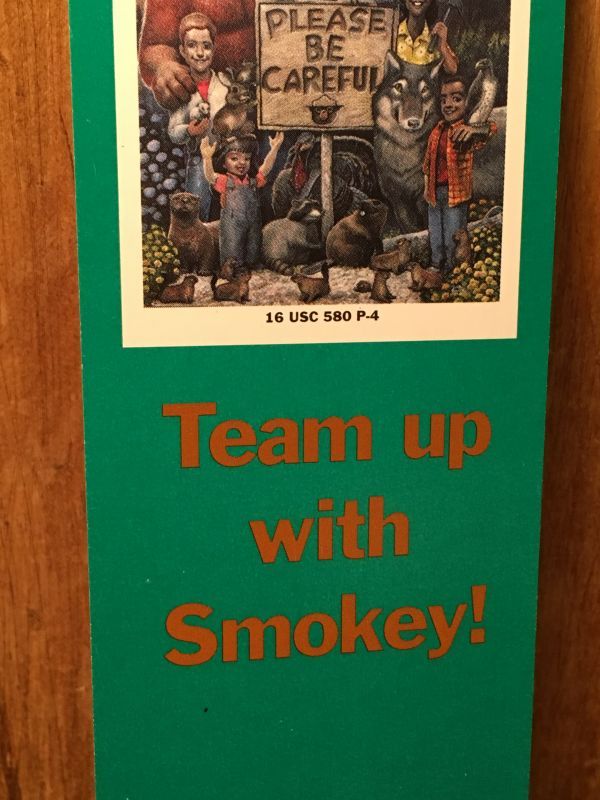 PLEASE
BE
CAREFUL
16 USC 580 P-4
Team up
with
Smokey!